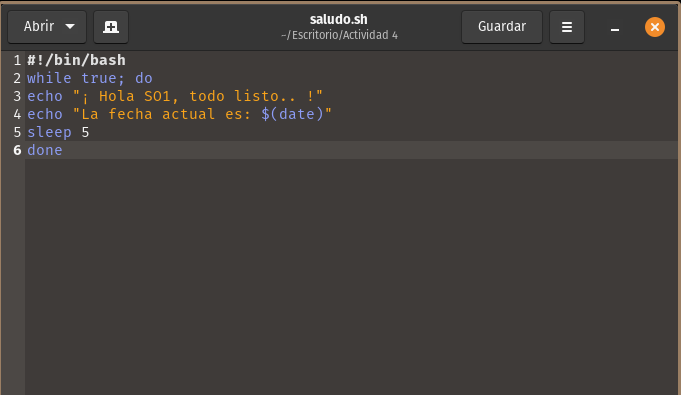 Abrir
saludo.sh
~/Escritorio/Actividad 4
Guardar
1 #!/bin/bash
2 while true; do
3 echo "¡ Hola SO1, todo listo.. !"
4 echo "La fecha actual es: $(date)"
5 sleep 5
6 done